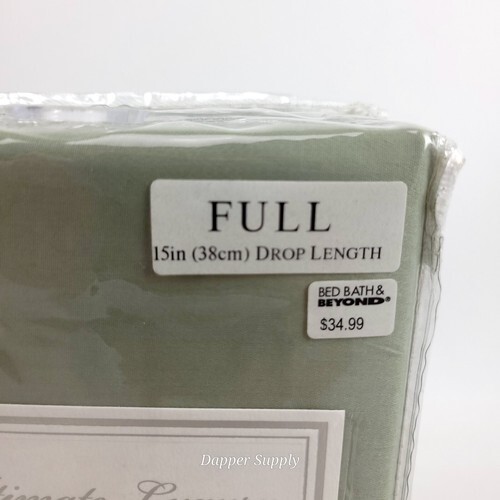 FULL
15in (38cm) DROP LENGTH
BED BATH &
BEYOND®
$34.99
Dapper Supply